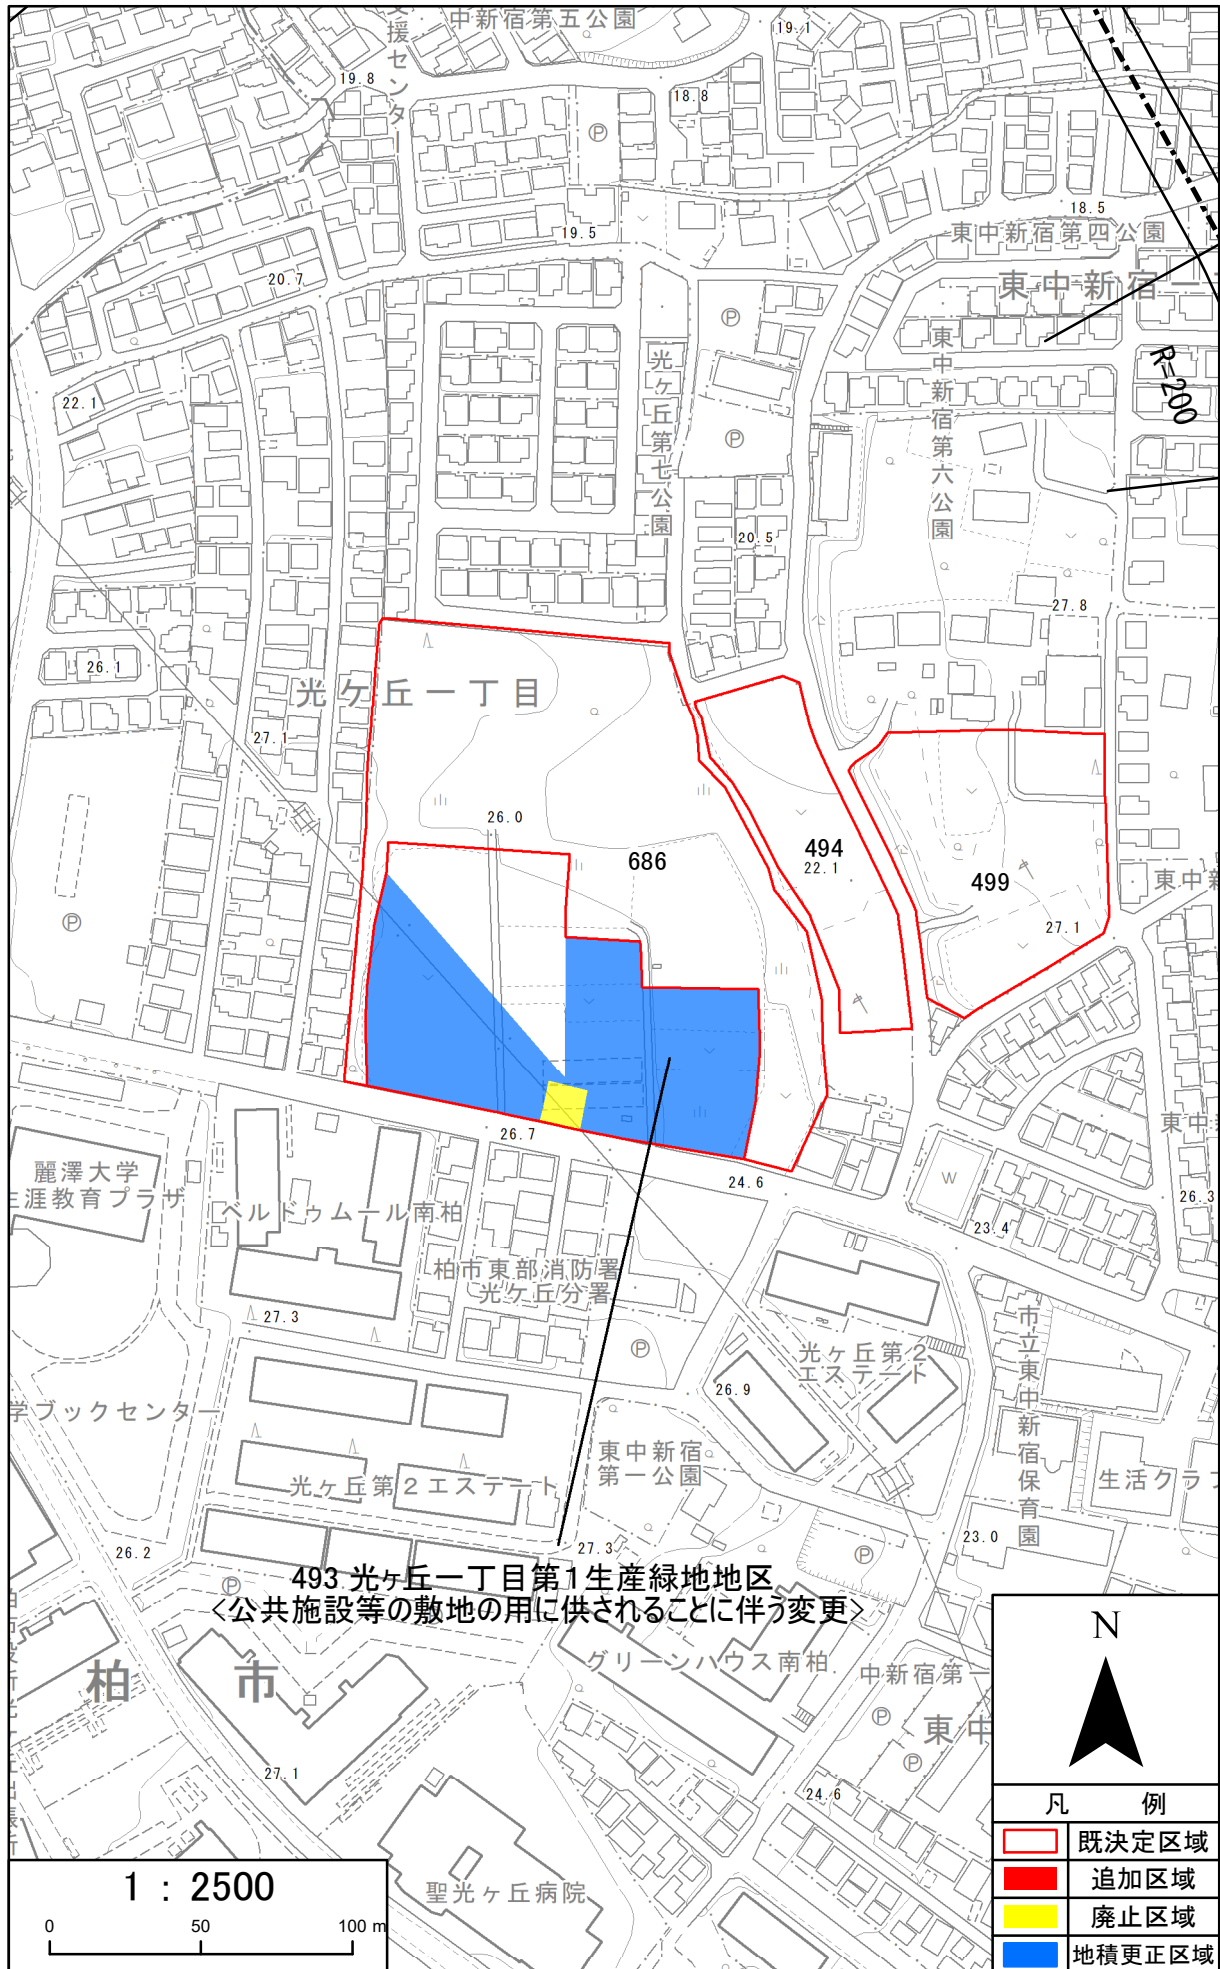 中新宿第五公園
援センター
19.1
19.8
18.8
P
18.5
19.5
東中新宿第四公園
20.7
東中新宿一
P
光ケ丘第七公園
東中新宿第六公園
R=200
22.1
P
20.5
27.8
26.1
光ケ丘一丁目
27.1
26.0
686
494
22.1
499
東中新
P
27.1
26.7
東中新
麗澤大学
生涯教育プラザ
ベルドゥムール南柏
24.6
W
26.3
23.4
柏市東部消防署
光ケ丘分署
27.3
P
光ヶ丘第2
エステート
市立東中新宿保育園
26.9
学ブックセンター
東中新宿
第一公園
光ヶ丘第2エステート
生活クラブ
26.2
27.3
23.0
P
P
493 光ケ丘一丁目第1生産緑地地区
<公共施設等の敷地の用に供されることに伴う変更>
グリーンハウス南柏
中新宿第一
柏市
P
東中
P
27.1
24.6
聖光ヶ丘病院
N
凡例
既決定区域
追加区域
廃止区域
地積更正区域
1 : 2500
0 50 100 m